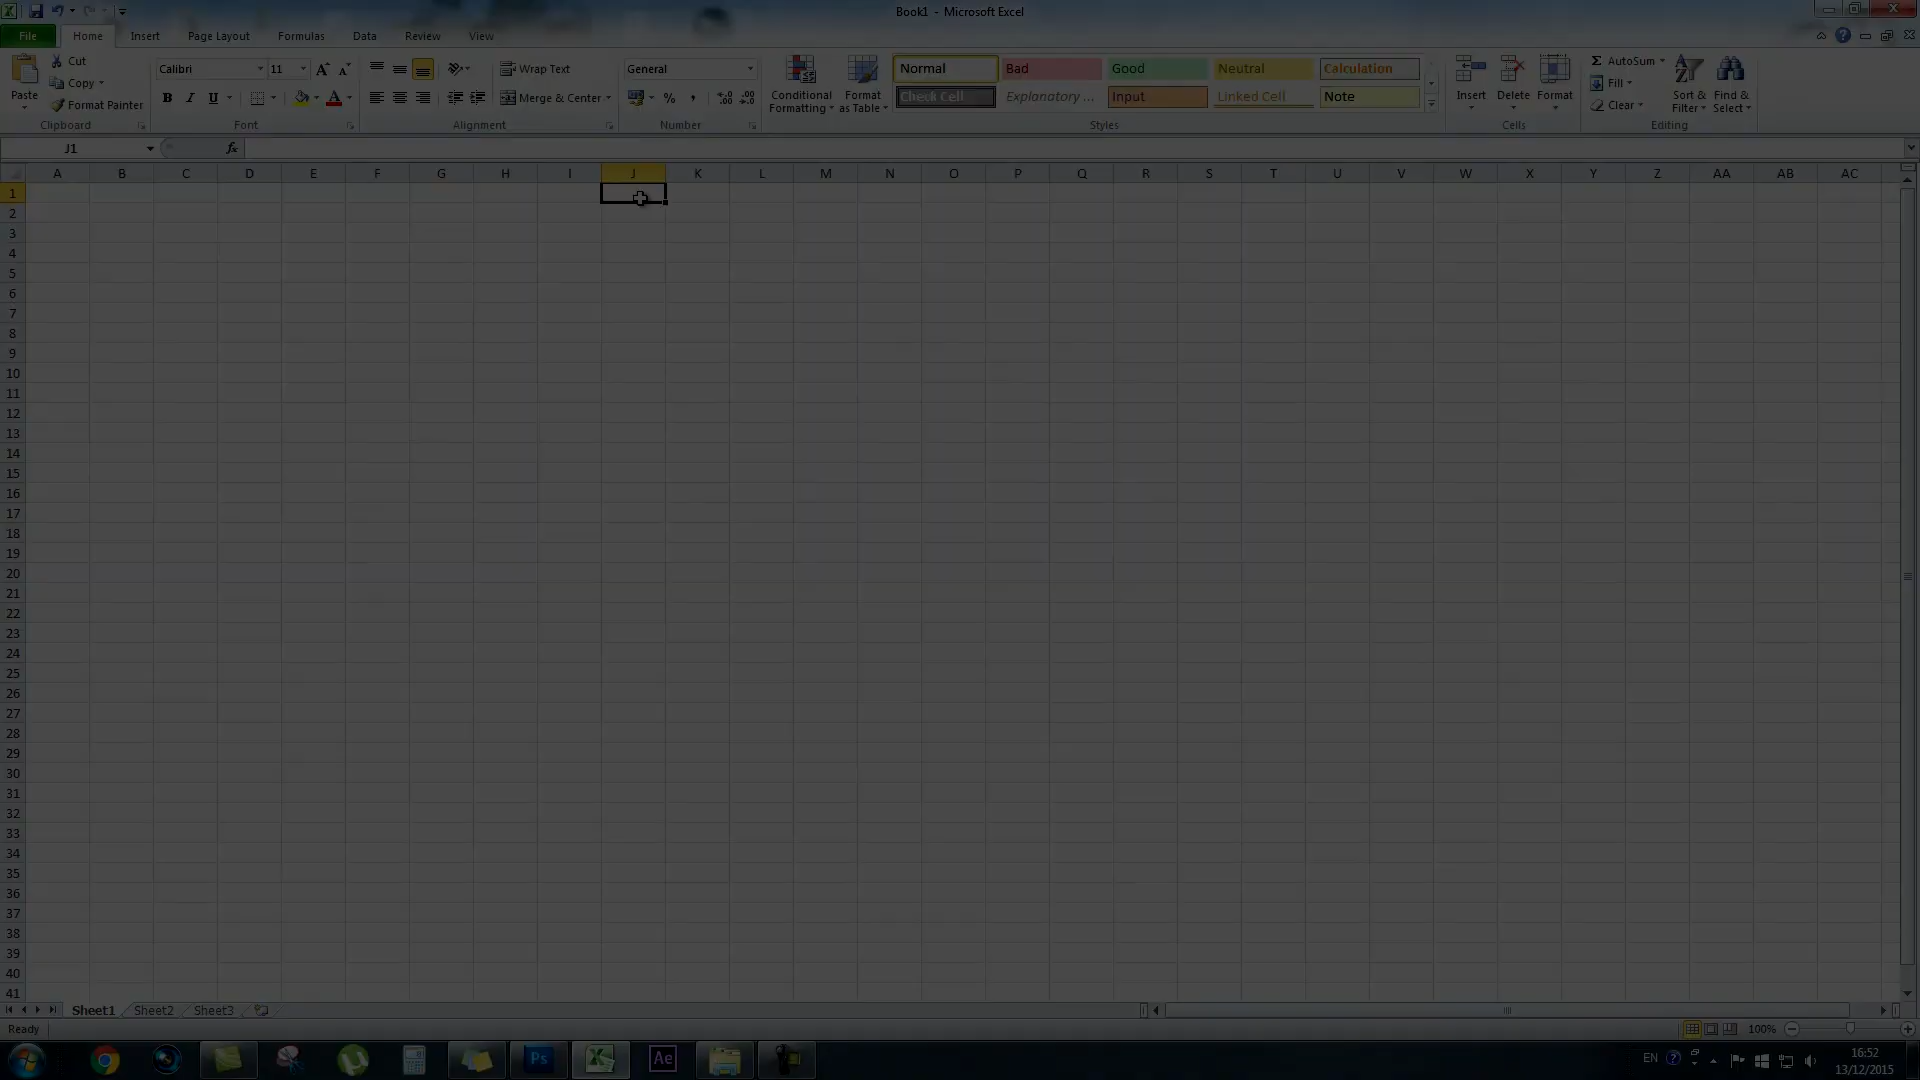 Book1 - Microsoft Excel
File Home Insert Page Layout Formulas Data Review View
Paste Cut Copy Format Painter Clipboard
Calibri 11 B I U Font
Wrap Text Merge & Center Alignment
General % , Number
Conditional Formatting Format as Table
Normal Bad Good Neutral Calculation
Check Cell Explanatory ... Input Linked Cell Note
Styles
Insert Delete Format Cells
Σ AutoSum Fill Clear Sort & Filter Find & Select Editing
J1 fx
A B C D E F G H I J K L M N O P Q R S T U V W X Y Z AA AB AC
1
2
3
4
5
6
7
8
9
10
11
12
13
14
15
16
17
18
19
20
21
22
23
24
25
26
27
28
29
30
31
32
33
34
35
36
37
38
39
40
41
Sheet1 Sheet2 Sheet3
Ready 100%
Ps Ae EN 16:52
13/12/2015